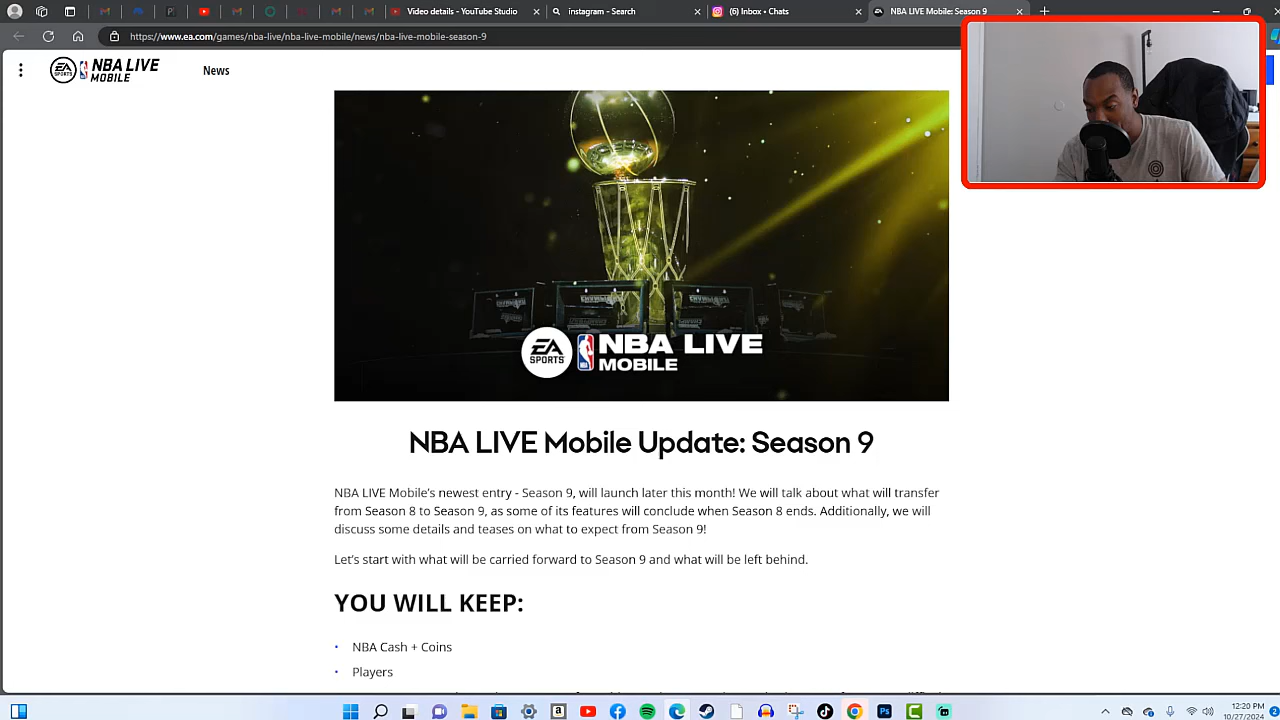 Video details - YouTube Studio
instagram - Search
(6) Inbox • Chats
NBA LIVE Mobile: Season 9
https://www.ea.com/games/nba-live/nba-live-mobile/news/nba-live-mobile-season-9
EA SPORTS NBA LIVE MOBILE
News
EA SPORTS
NBA LIVE
MOBILE
NBA LIVE Mobile Update: Season 9
NBA LIVE Mobile's newest entry - Season 9, will launch later this month! We will talk about what will transfer
from Season 8 to Season 9, as some of its features will conclude when Season 8 ends. Additionally, we will
discuss some details and teases on what to expect from Season 9!
Let's start with what will be carried forward to Season 9 and what will be left behind.
YOU WILL KEEP:
• NBA Cash + Coins
• Players
12:20 PM
10/27/2024